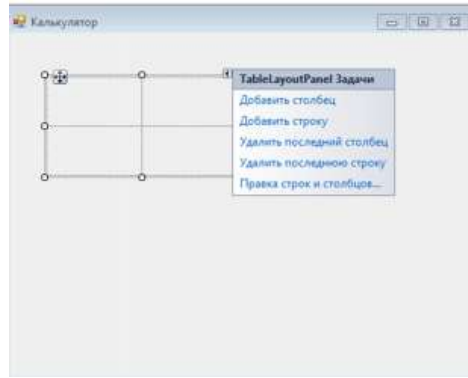 Калькулятор
TableLayoutPanel Задачи
Добавить столбец
Добавить строку
Удалить последний столбец
Удалить последнюю строку
Правка строк и столбцов...